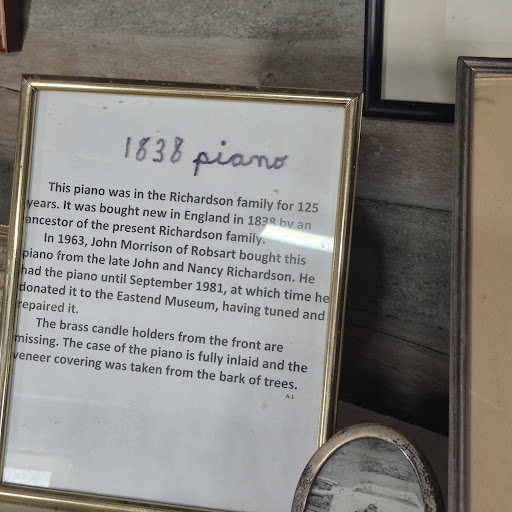 1838 piano
This piano was in the Richardson family for 125
years. It was bought new in England in 1838 by an
ancestor of the present Richardson family.
In 1963, John Morrison of Robsart bought this
piano from the late John and Nancy Richardson. He
had the piano until September 1981, at which time he
donated it to the Eastend Museum, having tuned and
repaired it.
The brass candle holders from the front are
missing. The case of the piano is fully inlaid and the
veneer covering was taken from the bark of trees.
A-1